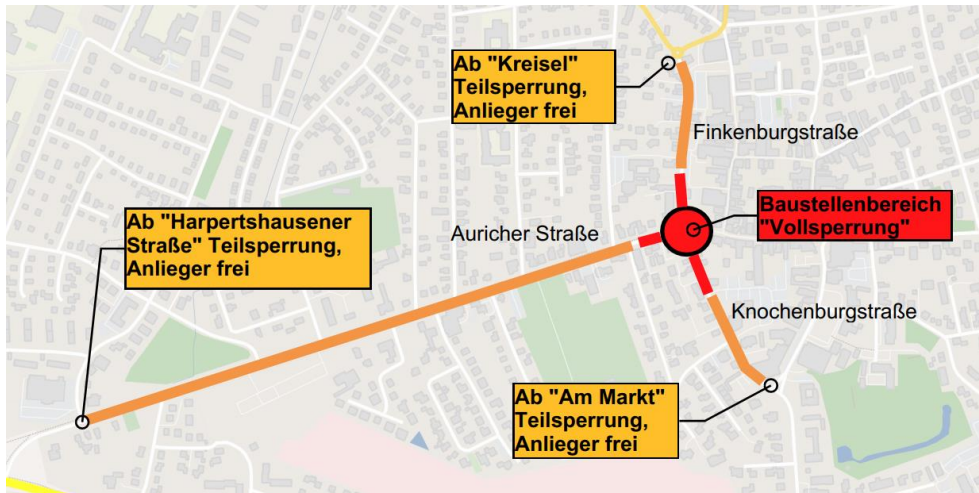 Ab "Kreisel"
Teilsperrung,
Anlieger frei
Finkenburgstraße
Baustellenbereich
"Vollsperrung"
Ab "Harpertshausener
Straße" Teilsperrung,
Anlieger frei
Auricher Straße
Knochenburgstraße
Ab "Am Markt"
Teilsperrung,
Anlieger frei